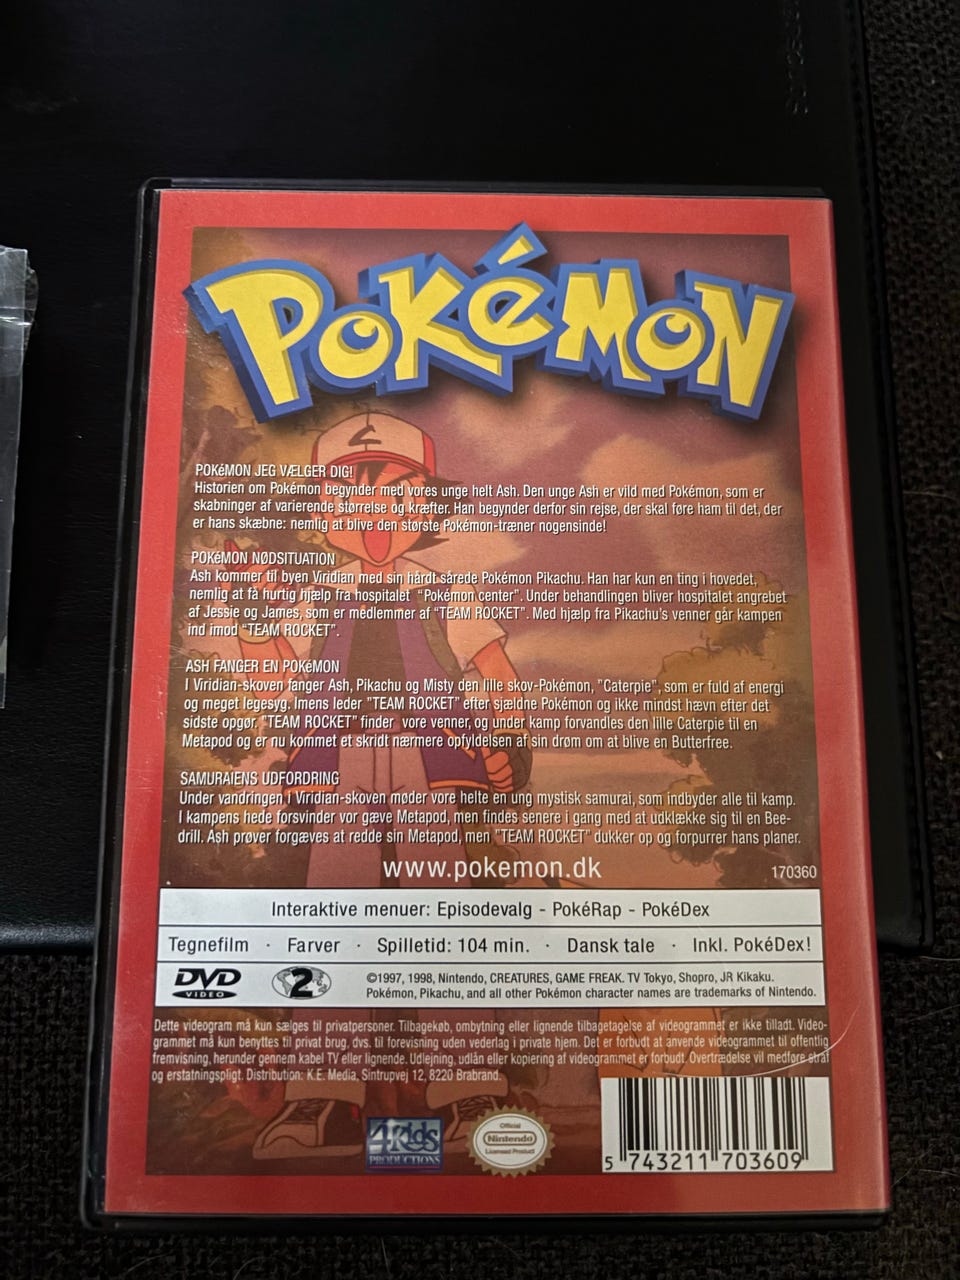 POKéMON
POKéMON JEG VÆLGER DIG!
Historien om Pokémon begynder med vores unge helt Ash. Den unge Ash er vild med Pokémon, som er
skabninger af varierende størrelse og kræfter. Han begynder derfor sin rejse, der skal føre ham til det, der
er hans skæbne: nemlig at blive den største Pokémon-træner nogensinde!
POKéMON NØDSITUATION
Ash kommer til byen Viridian med sin hårdt sårede Pokémon Pikachu. Han har kun en ting i hovedet,
nemlig at få hurtig hjælp fra hospitalet "Pokémon center". Under behandlingen bliver hospitalet angrebet
af Jessie og James, som er medlemmer af "TEAM ROCKET". Med hjælp fra Pikachu's venner går kampen
ind imod "TEAM ROCKET".
ASH FANGER EN POKéMON
I Viridian-skoven fanger Ash, Pikachu og Misty den lille skov-Pokémon, "Caterpie", som er fuld af energi
og meget legesyg. Imens leder "TEAM ROCKET" efter sjældne Pokémon og ikke mindst hævn efter det
sidste opgør. "TEAM ROCKET" finder vore venner, og under kamp forvandles den lille Caterpie til en
Metapod og er nu kommet et skridt nærmere opfyldelsen af sin drøm om at blive en Butterfree.
SAMURAIENS UDFORDRING
Under vandringen i Viridian-skoven møder vore helte en ung mystisk samurai, som indbyder alle til kamp.
I kampens hede forsvinder vor gæve Metapod, men findes senere i gang med at udklække sig til en Bee-
drill. Ash prøver forgæves at redde sin Metapod, men "TEAM ROCKET" dukker op og forpurrer hans planer.
www.pokemon.dk
170360
Interaktive menuer: Episodevalg - PokéRap - PokéDex
Tegnefilm · Farver · Spilletid: 104 min. · Dansk tale · Inkl. PokéDex!
DVD
VIDEO
2
©1997, 1998, Nintendo, CREATURES, GAME FREAK. TV Tokyo, Shopro, JR Kikaku.
Pokémon, Pikachu, and all other Pokémon character names are trademarks of Nintendo.
Dette videogram må kun sælges til privatpersoner. Tilbagekøb, ombytning eller lignende tilbagetagelse af videogrammet er ikke tilladt. Video-
grammet må kun benyttes til privat brug, dvs. til forevisning uden vederlag i private hjem. Det er forbudt at anvende videogrammet til offentlig
fremvisning, herunder gennem kabel TV eller lignende. Udlejning, udlån eller kopiering af videogrammet er forbudt. Overtrædelse vil medføre straf
og erstatningspligt. Distribution: K.E. Media, Sintrupvej 12, 8220 Brabrand.
4Kids
PRODUCTIONS
Official
Nintendo
Licensed Product
5 743211 703609